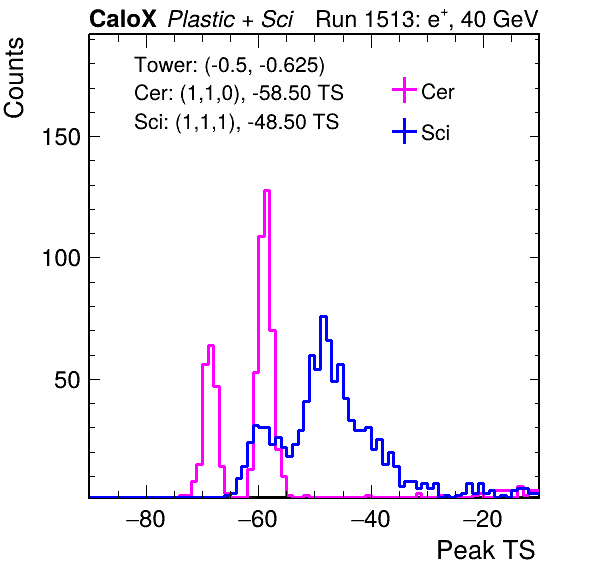 CaloX Plastic + Sci Run 1513: e⁺, 40 GeV
Counts
Tower: (-0.5, -0.625)
Cer: (1,1,0), -58.50 TS
Sci: (1,1,1), -48.50 TS
Cer
Sci
150
100
50
−80 −60 −40 −20
Peak TS